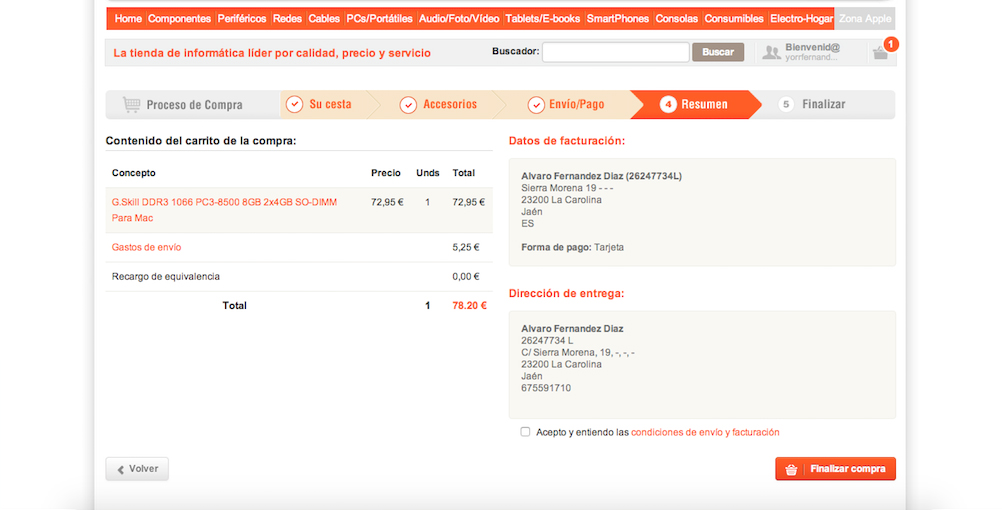 Home Componentes Periféricos Redes Cables PCs/Portátiles Audio/Foto/Vídeo Tablets/E-books SmartPhones Consolas Consumibles Electro-Hogar Zona Apple
La tienda de informática líder por calidad, precio y servicio
Buscador: Buscar
Bienvenid@
yorrfernand...
1
Proceso de Compra Su cesta Accesorios Envío/Pago 4 Resumen 5 Finalizar
Contenido del carrito de la compra:
Concepto Precio Unds Total
G.Skill DDR3 1066 PC3-8500 8GB 2x4GB SO-DIMM 72,95 € 1 72,95 €
Para Mac
Gastos de envío 5,25 €
Recargo de equivalencia 0,00 €
Total 1 78.20 €
Datos de facturación:
Alvaro Fernandez Diaz (26247734L)
Sierra Morena 19 - - -
23200 La Carolina
Jaén
ES
Forma de pago: Tarjeta
Dirección de entrega:
Alvaro Fernandez Diaz
26247734 L
C/ Sierra Morena, 19, -, -, -
23200 La Carolina
Jaén
675591710
Acepto y entiendo las condiciones de envío y facturación
Volver
Finalizar compra